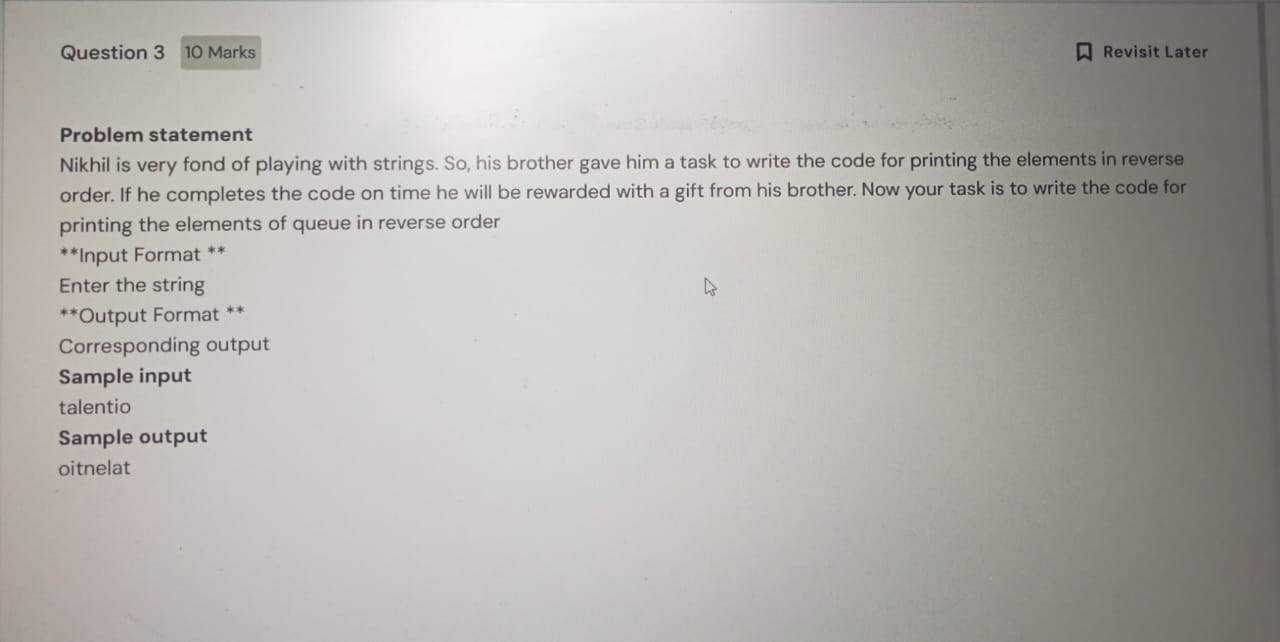 Question 3 10 Marks Revisit Later
Problem statement
Nikhil is very fond of playing with strings. So, his brother gave him a task to write the code for printing the elements in reverse
order. If he completes the code on time he will be rewarded with a gift from his brother. Now your task is to write the code for
printing the elements of queue in reverse order
**Input Format **
Enter the string
**Output Format **
Corresponding output
Sample input
talentio
Sample output
oitnelat